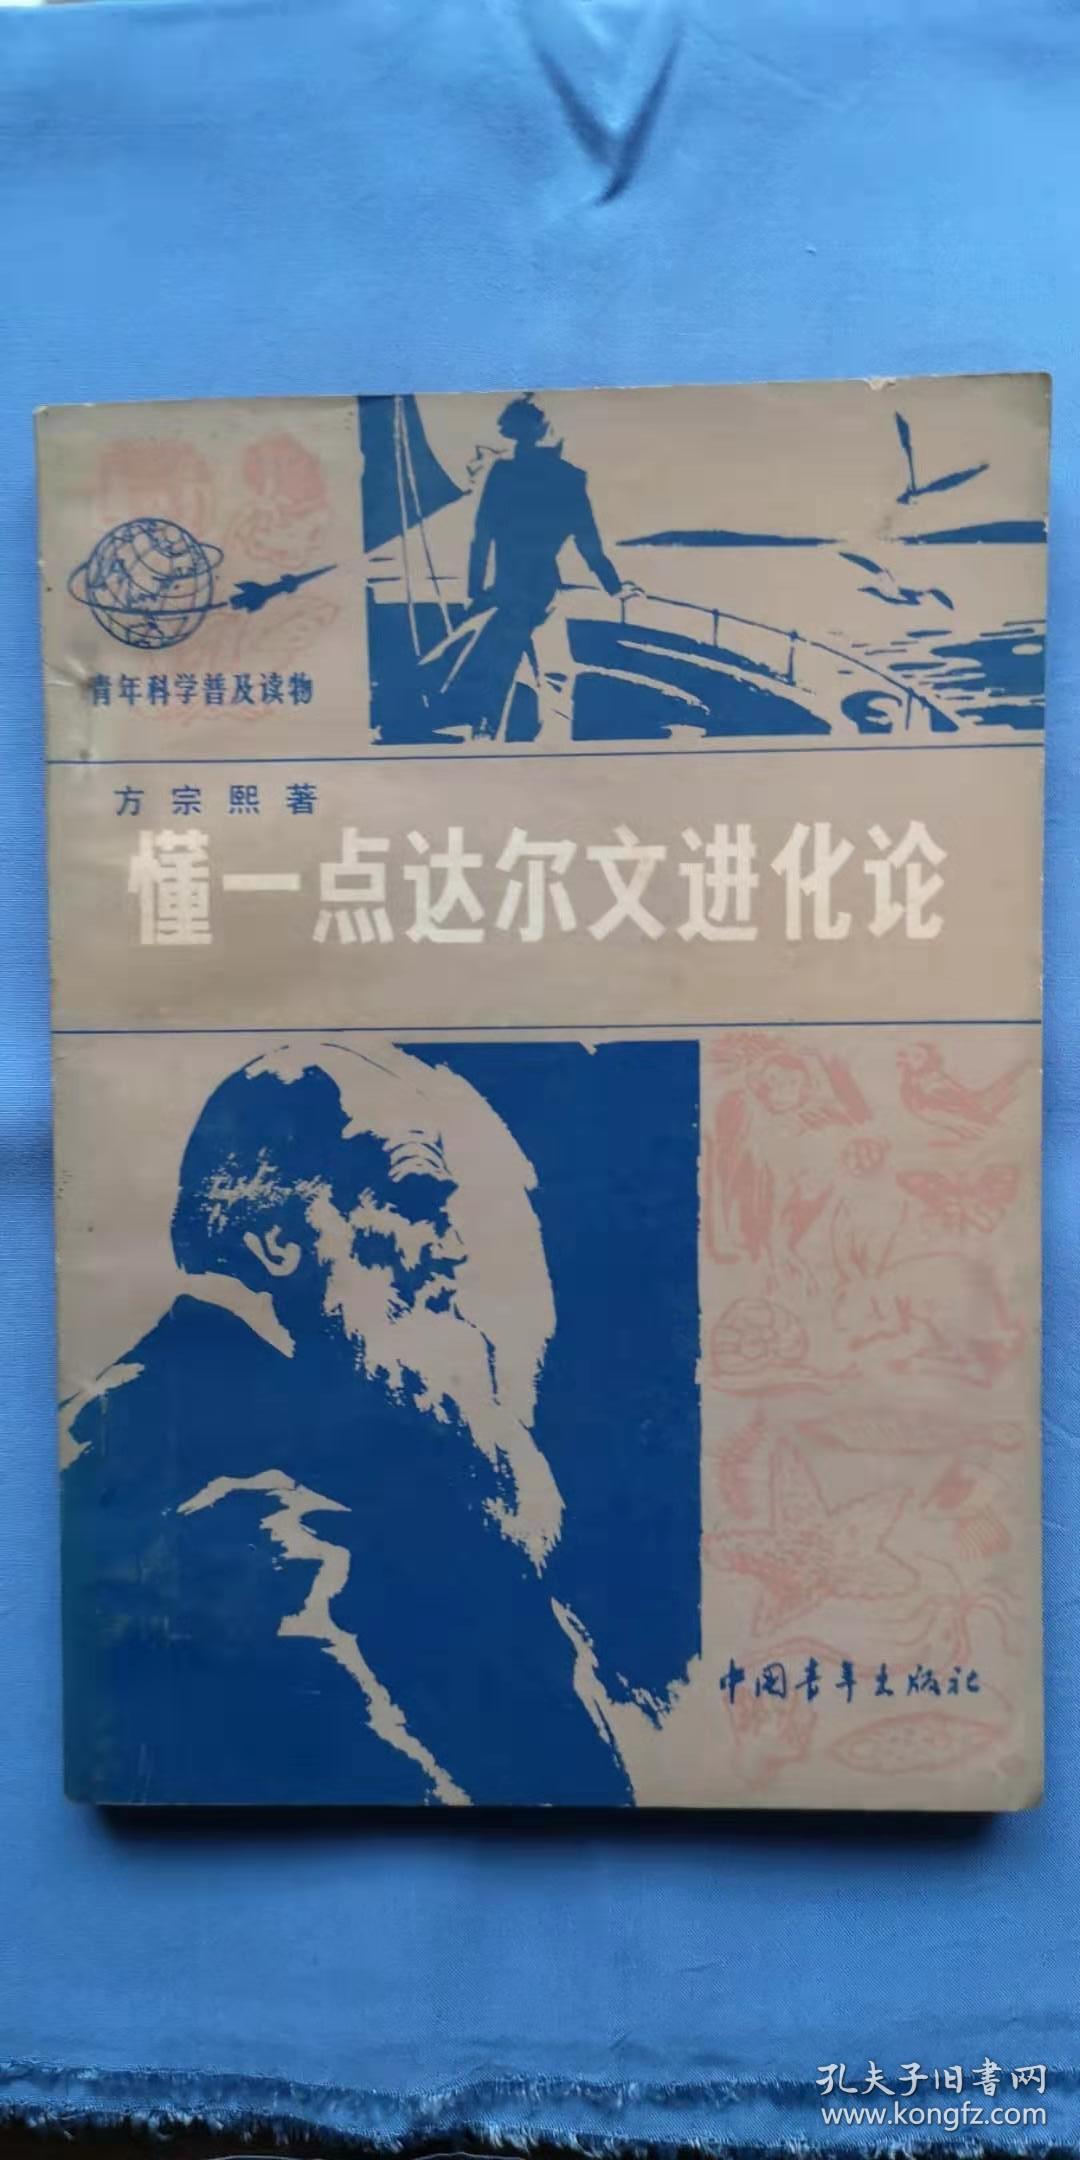 青年科学普及读物
方宗熙著
懂一点达尔文进化论
中国青年出版社
孔夫子旧书网
www.kongfz.com